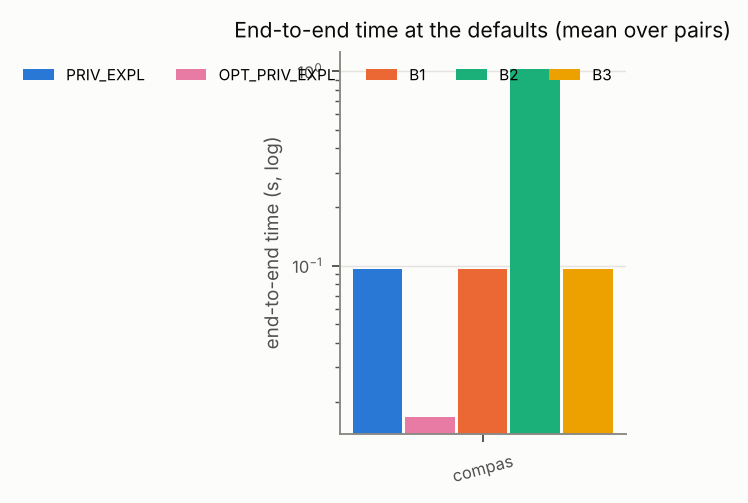 End-to-end time at the defaults (mean over pairs)
PRIV_EXPL OPT_PRIV_EXPL B1 B2 B3
10⁰
10⁻¹
end-to-end time (s, log)
compas